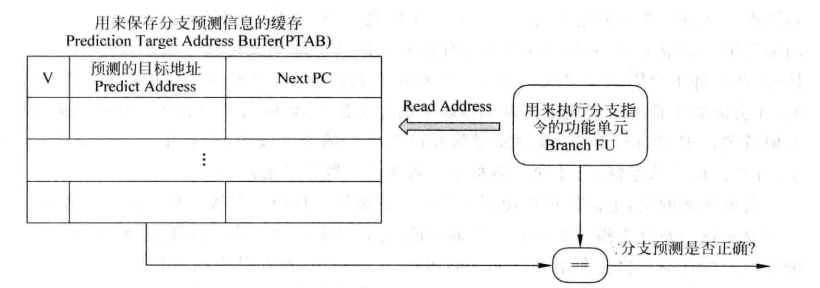 用来保存分支预测信息的缓存
Prediction Target Address Buffer(PTAB)
V
预测的目标地址
Predict Address
Next PC
⋮
Read Address
用来执行分支指
令的功能单元
Branch FU
==
分支预测是否正确?